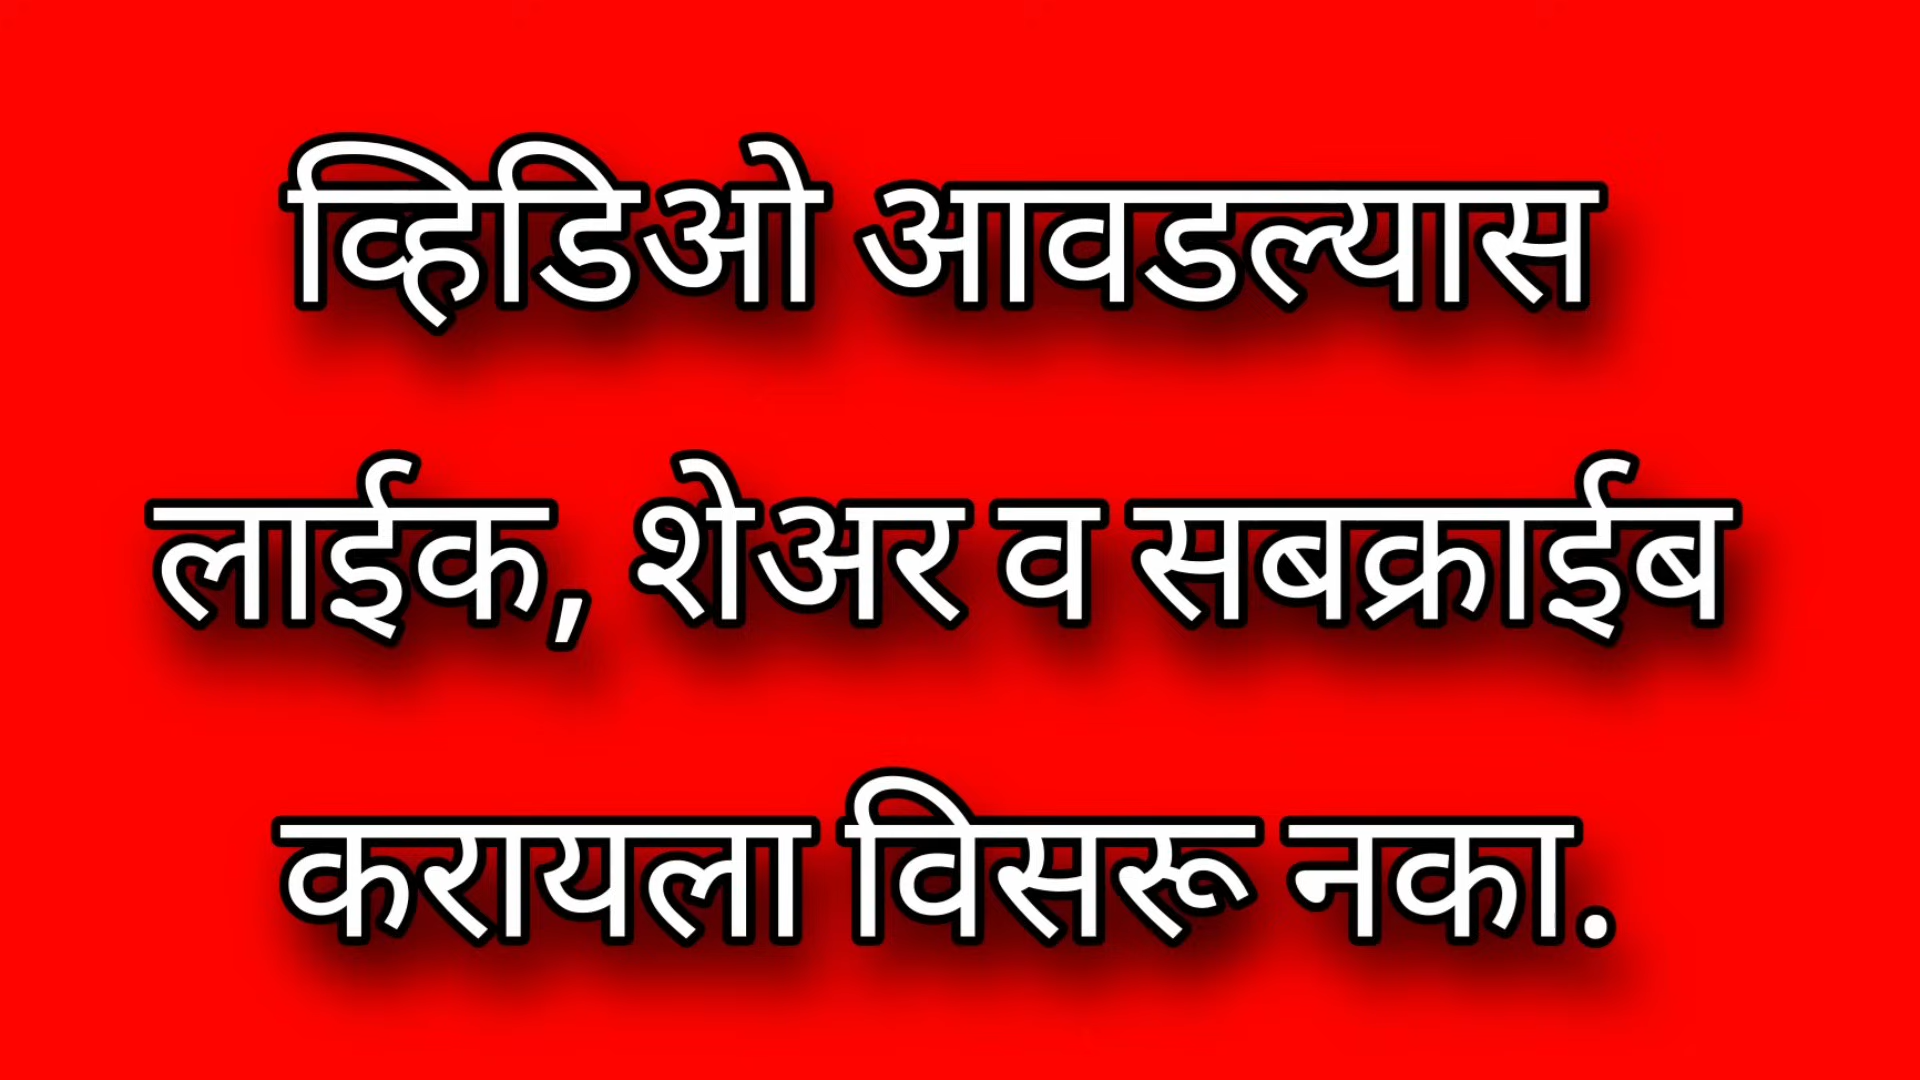 व्हिडिओ आवडल्यास
लाईक, शेअर व सबक्राईब
करायला विसरू नका.